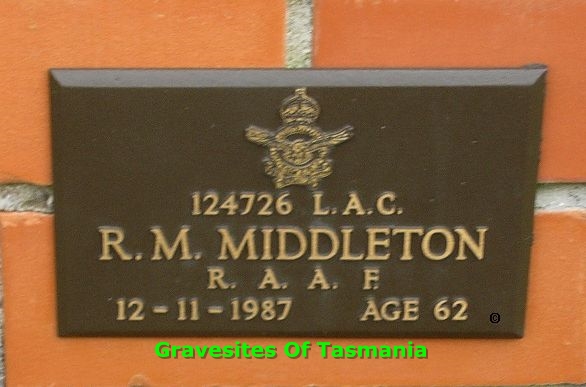 124726 L.A.C.
R.M. MIDDLETON
R. A. A. F.
12-11-1987 AGE 62 ©
Gravesites Of Tasmania